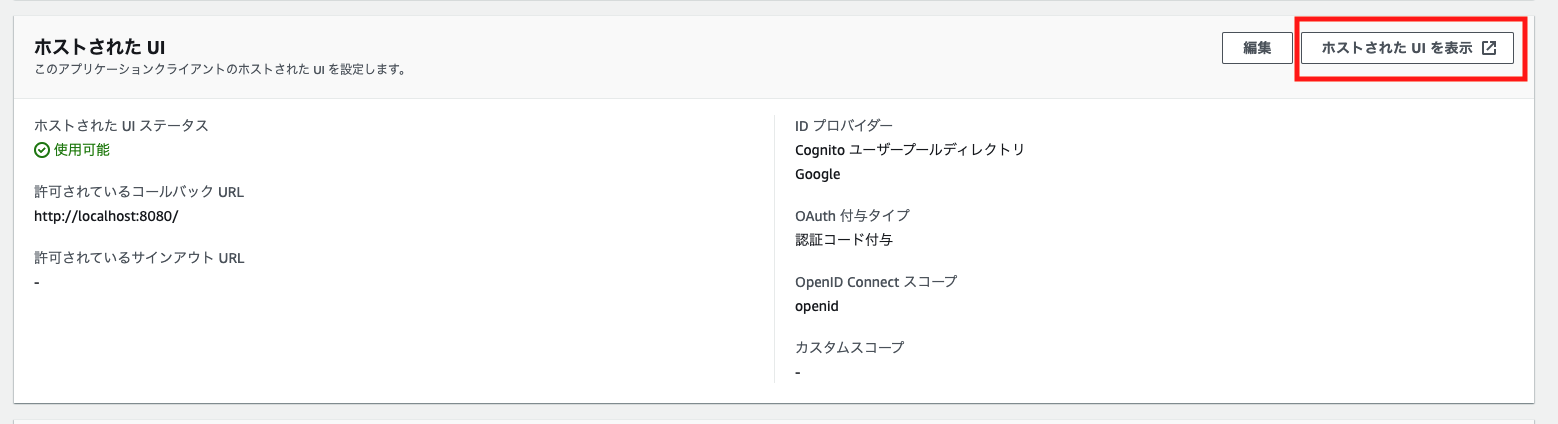 ホストされた UI
このアプリケーションクライアントのホストされた UI を設定します。
編集
ホストされた UI を表示
ホストされた UI ステータス
使用可能
許可されているコールバック URL
http://localhost:8080/
許可されているサインアウト URL
-
ID プロバイダー
Cognito ユーザープールディレクトリ
Google
OAuth 付与タイプ
認証コード付与
OpenID Connect スコープ
openid
カスタムスコープ
-